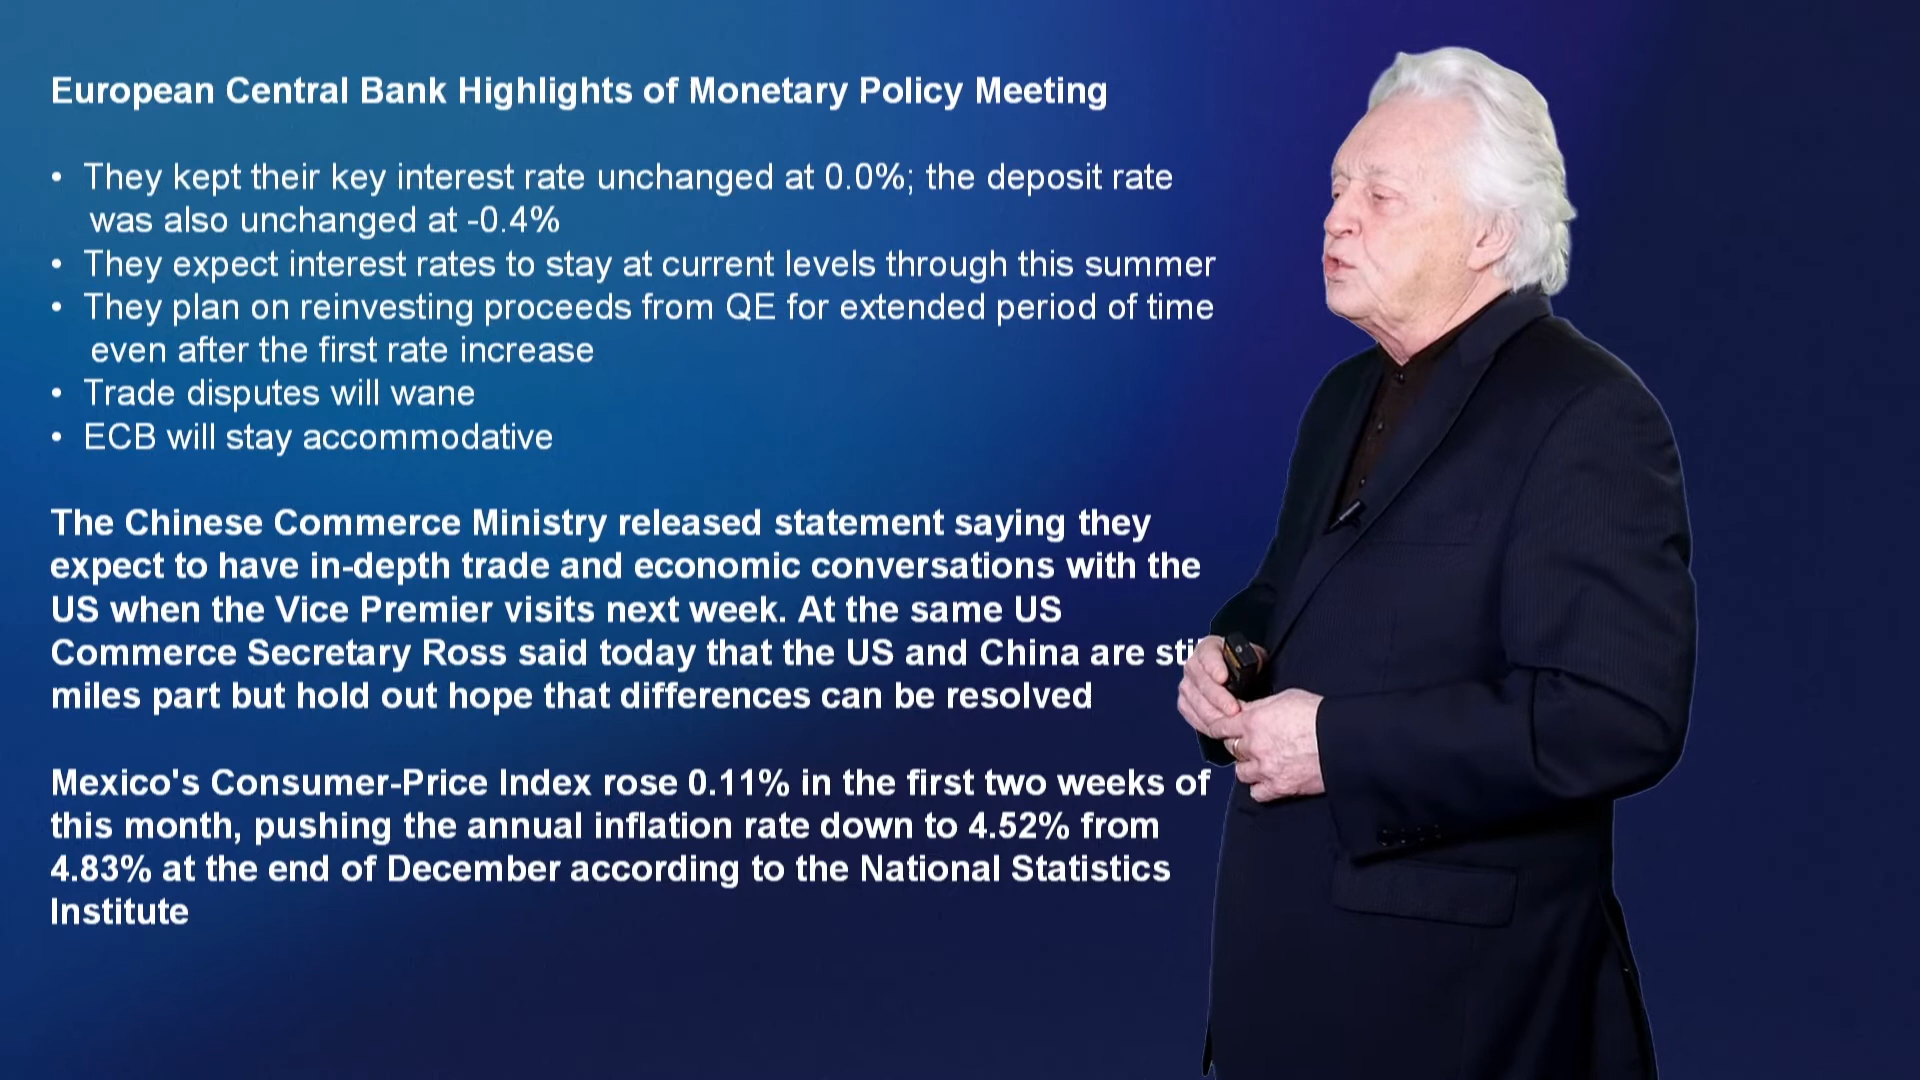 European Central Bank Highlights of Monetary Policy Meeting
• They kept their key interest rate unchanged at 0.0%; the deposit rate
was also unchanged at -0.4%
• They expect interest rates to stay at current levels through this summer
• They plan on reinvesting proceeds from QE for extended period of time
even after the first rate increase
• Trade disputes will wane
• ECB will stay accommodative
The Chinese Commerce Ministry released statement saying they
expect to have in-depth trade and economic conversations with the
US when the Vice Premier visits next week. At the same US
Commerce Secretary Ross said today that the US and China are
miles part but hold out hope that differences can be resolved
Mexico's Consumer-Price Index rose 0.11% in the first two weeks of
this month, pushing the annual inflation rate down to 4.52% from
4.83% at the end of December according to the National Statistics
Institute